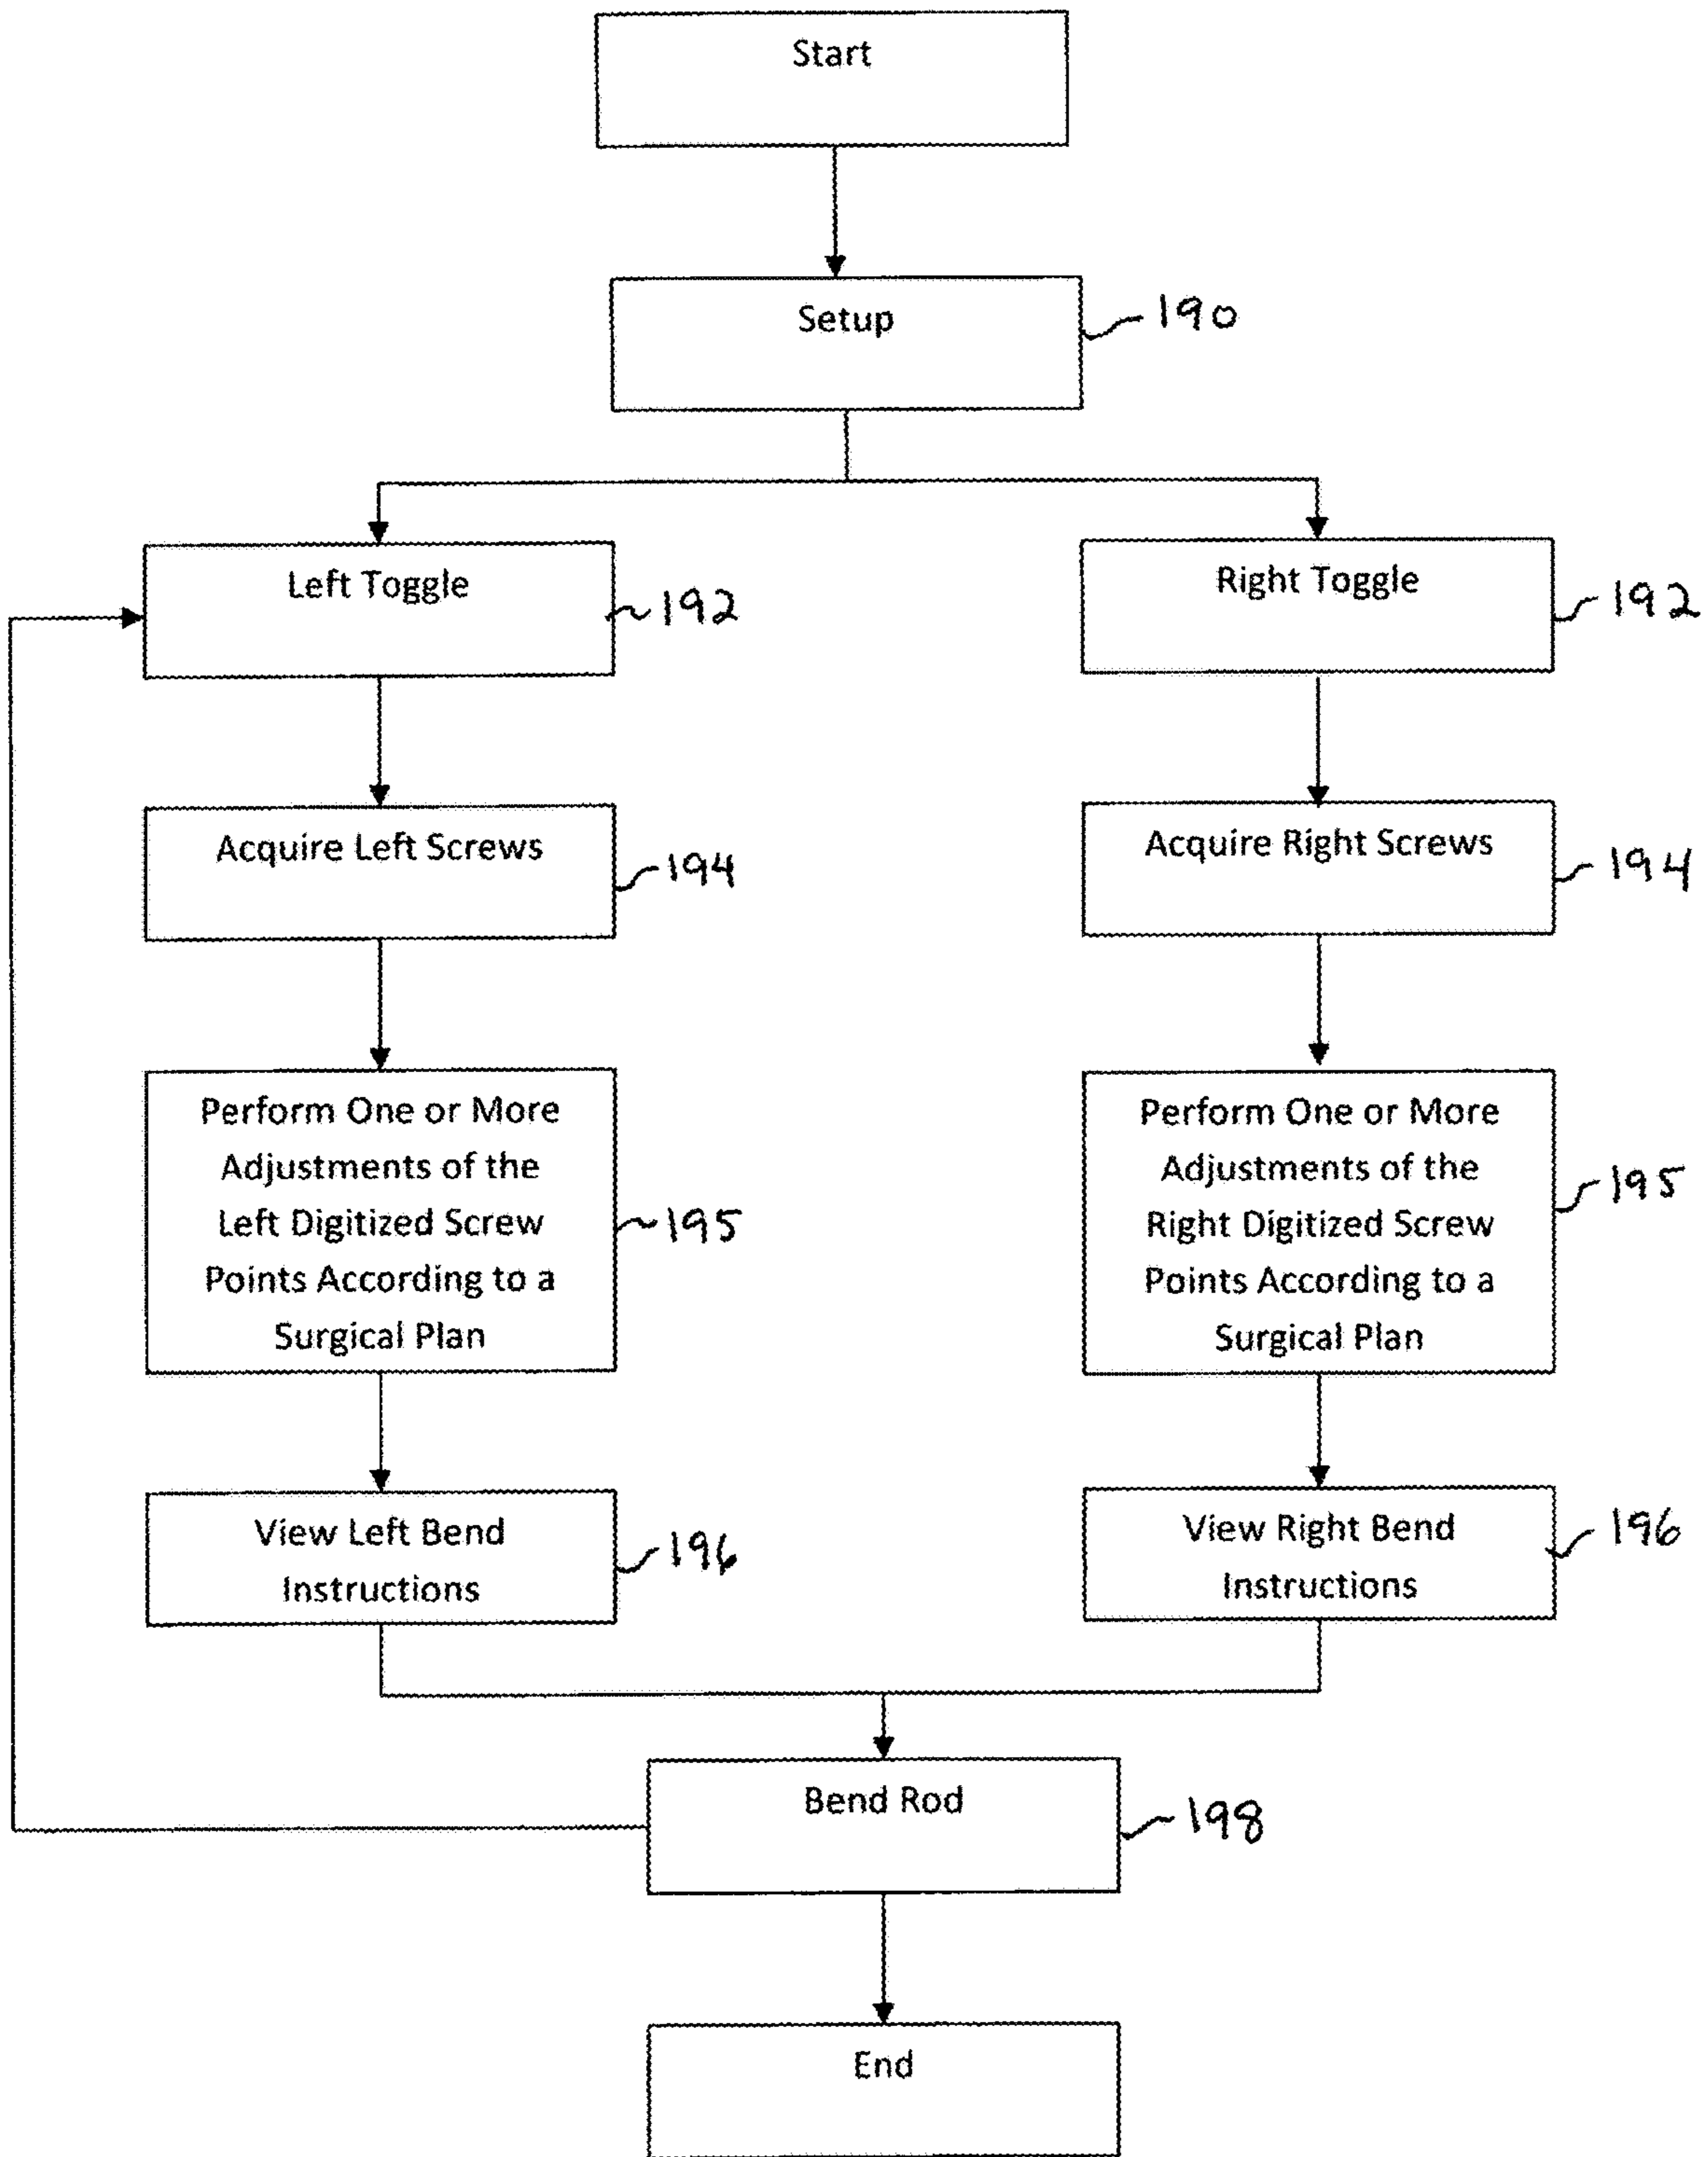 Start
Setup
190
Left Toggle
192
Right Toggle
192
Acquire Left Screws
194
Acquire Right Screws
194
Perform One or More
Adjustments of the
Left Digitized Screw
Points According to a
Surgical Plan
195
Perform One or More
Adjustments of the
Right Digitized Screw
Points According to a
Surgical Plan
195
View Left Bend
Instructions
196
View Right Bend
Instructions
196
Bend Rod
198
End